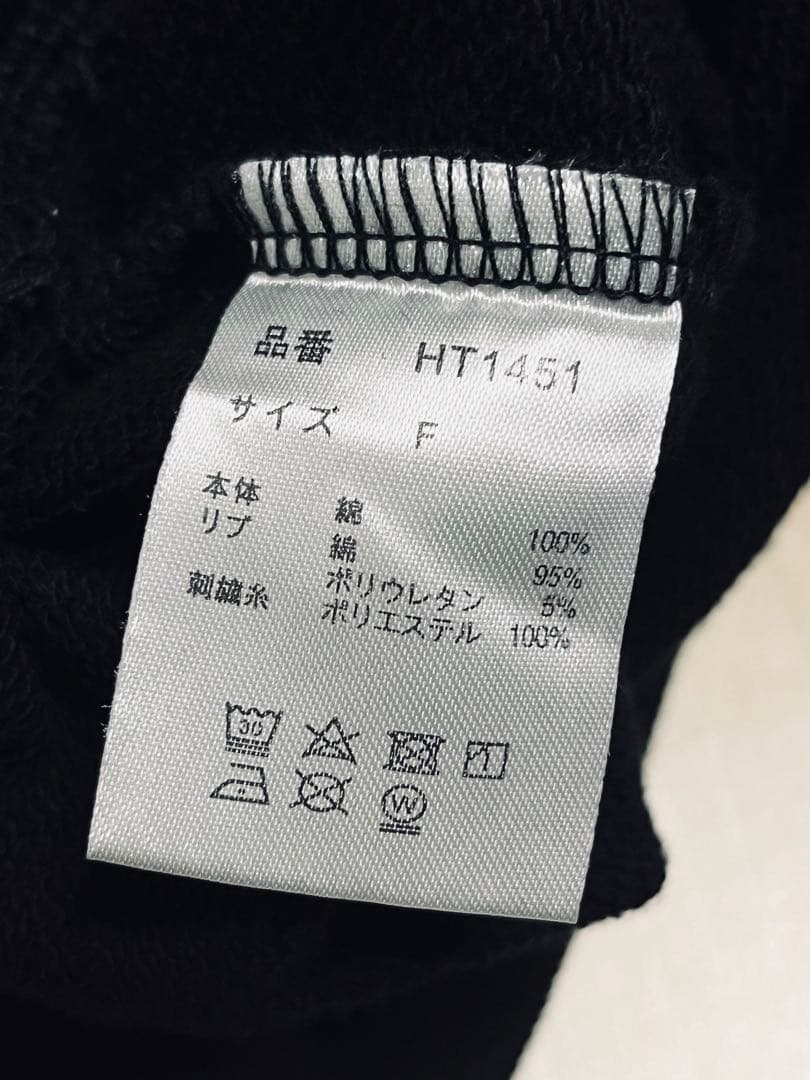 品番 HT1451
サイズ F
本体 綿 100%
リブ 綿 95%
ポリウレタン 5%
刺繍糸 ポリエステル 100%
30
W